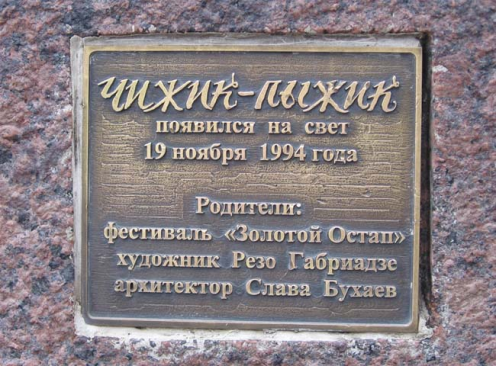 ЧИЖИК-ПЫЖИК
появился на свет
19 ноября 1994 года
Родители:
фестиваль «Золотой Остап»
художник Резо Габриадзе
архитектор Слава Бухаев